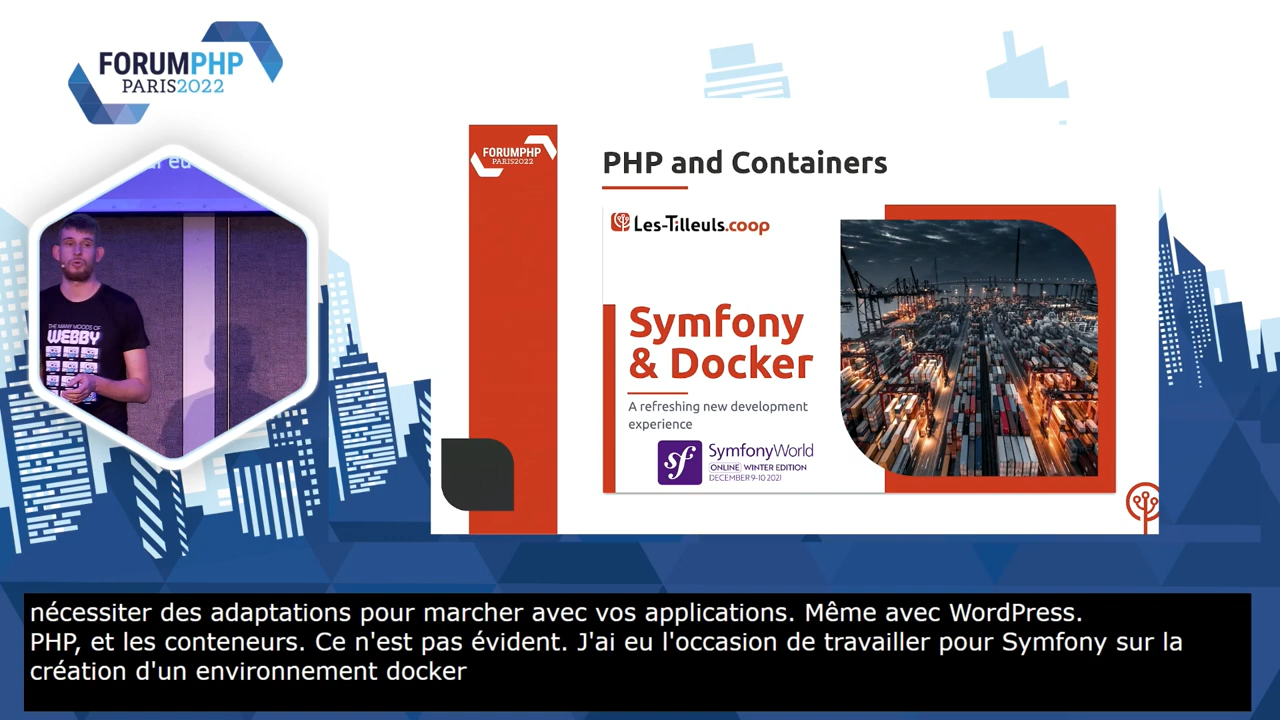 FORUMPHP
PARIS2022
FORUMPHP
PARIS2022
PHP and Containers
Les-Tilleuls.coop
Symfony
& Docker
A refreshing new development
experience
sf
SymfonyWorld
ONLINE WINTER EDITION
DECEMBER 9-10 2021
THE MANY MOODS OF
WEBBY
nécessiter des adaptations pour marcher avec vos applications. Même avec WordPress.
PHP, et les conteneurs. Ce n'est pas évident. J'ai eu l'occasion de travailler pour Symfony sur la
création d'un environnement docker